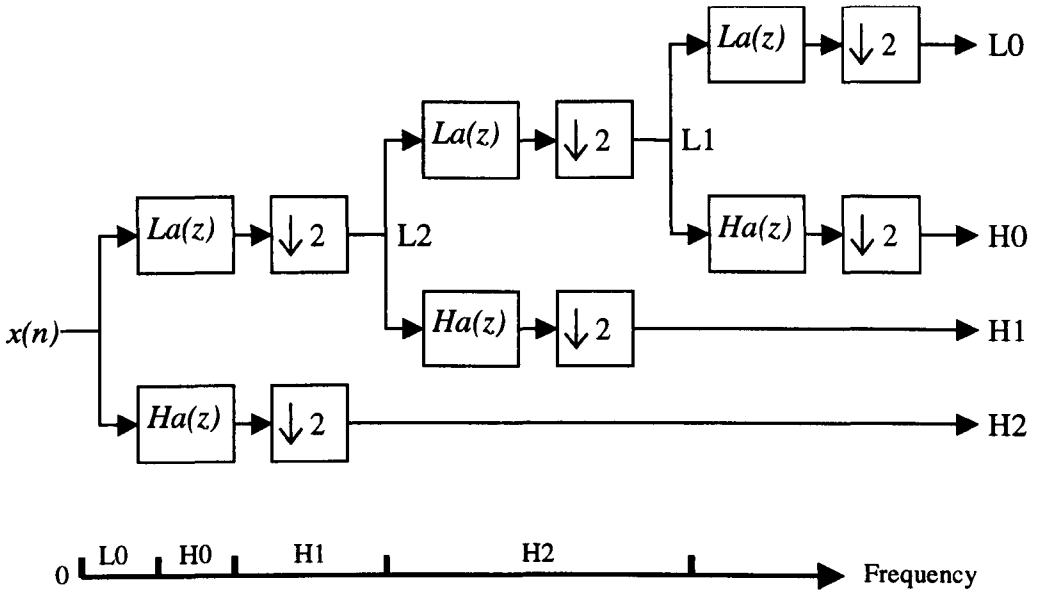 La(z) ↓ 2 L0
La(z) ↓ 2 L1
La(z) ↓ 2 L2 Ha(z) ↓ 2 H0
x(n) Ha(z) ↓ 2 H1
Ha(z) ↓ 2 H2
L0 H0 H1 H2
0 Frequency